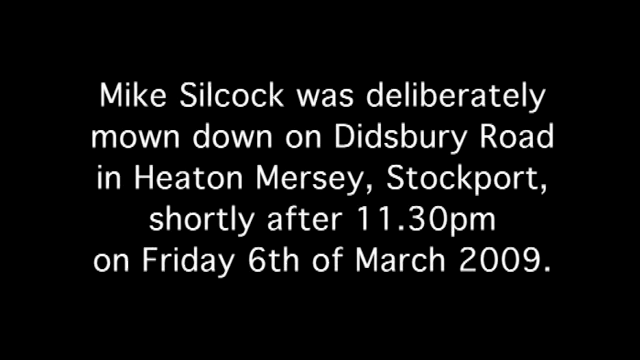 Mike Silcock was deliberately
mown down on Didsbury Road
in Heaton Mersey, Stockport,
shortly after 11.30pm
on Friday 6th of March 2009.